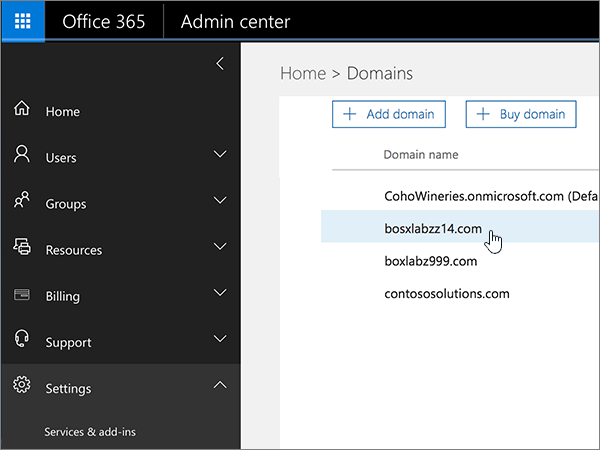 Office 365 Admin center
Home > Domains
Home
Users
Groups
Resources
Billing
Support
Settings
Services & add-ins
+ Add domain
+ Buy domain
Domain name
CohoWineries.onmicrosoft.com (Defa
bosxlabzz14.com
boxlabz999.com
contososolutions.com